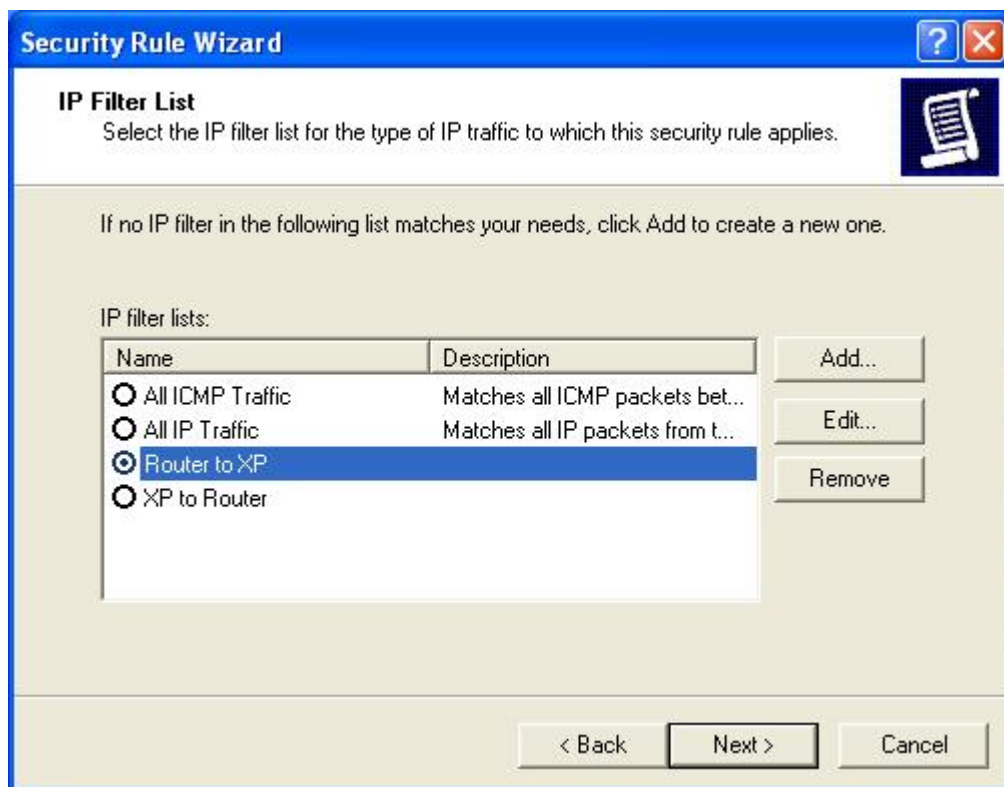 Security Rule Wizard
IP Filter List
Select the IP filter list for the type of IP traffic to which this security rule applies.
If no IP filter in the following list matches your needs, click Add to create a new one.
IP filter lists:
Name Description
All ICMP Traffic Matches all ICMP packets bet...
All IP Traffic Matches all IP packets from t...
Router to XP
XP to Router
Add...
Edit...
Remove
< Back Next > Cancel